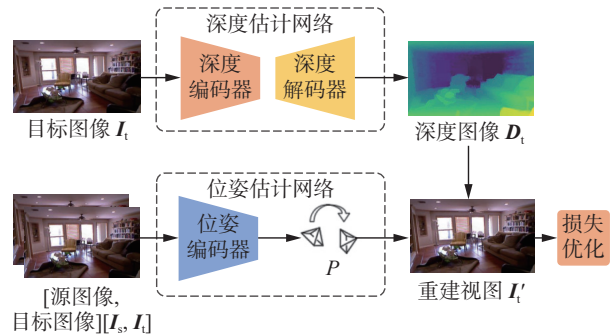 深度估计网络
深度
编码器
深度
解码器
目标图像 Iₜ
深度图像 Dₜ
位姿估计网络
位姿
编码器
P
[源图像,
目标图像][Iₛ, Iₜ]
重建视图 Iₜ′
损失
优化